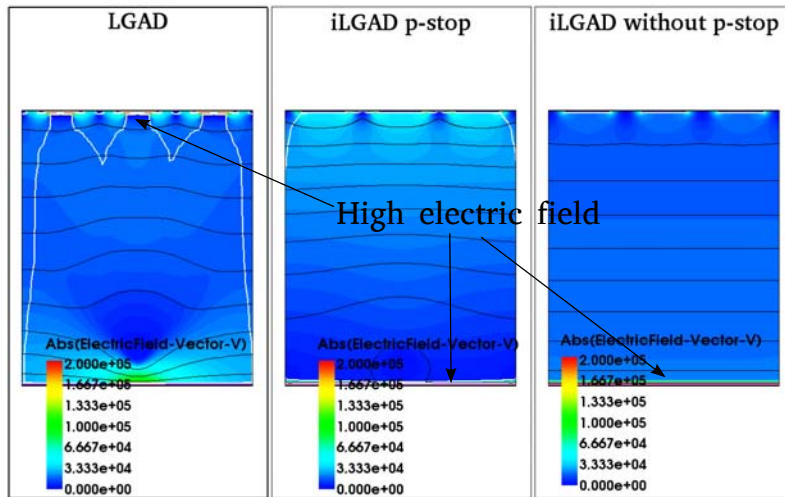 LGAD
iLGAD p-stop
iLGAD without p-stop
High electric field
Abs(ElectricField-Vector-V)
2.000e+05
1.667e+05
1.333e+05
1.000e+05
6.667e+04
3.333e+04
0.000e+00
Abs(ElectricField-Vector-V)
2.000e+05
1.667e+05
1.333e+05
1.000e+05
6.667e+04
3.333e+04
0.000e+00
Abs(ElectricField-Vector-V)
2.000e+05
1.667e+05
1.333e+05
1.000e+05
6.667e+04
3.333e+04
0.000e+00